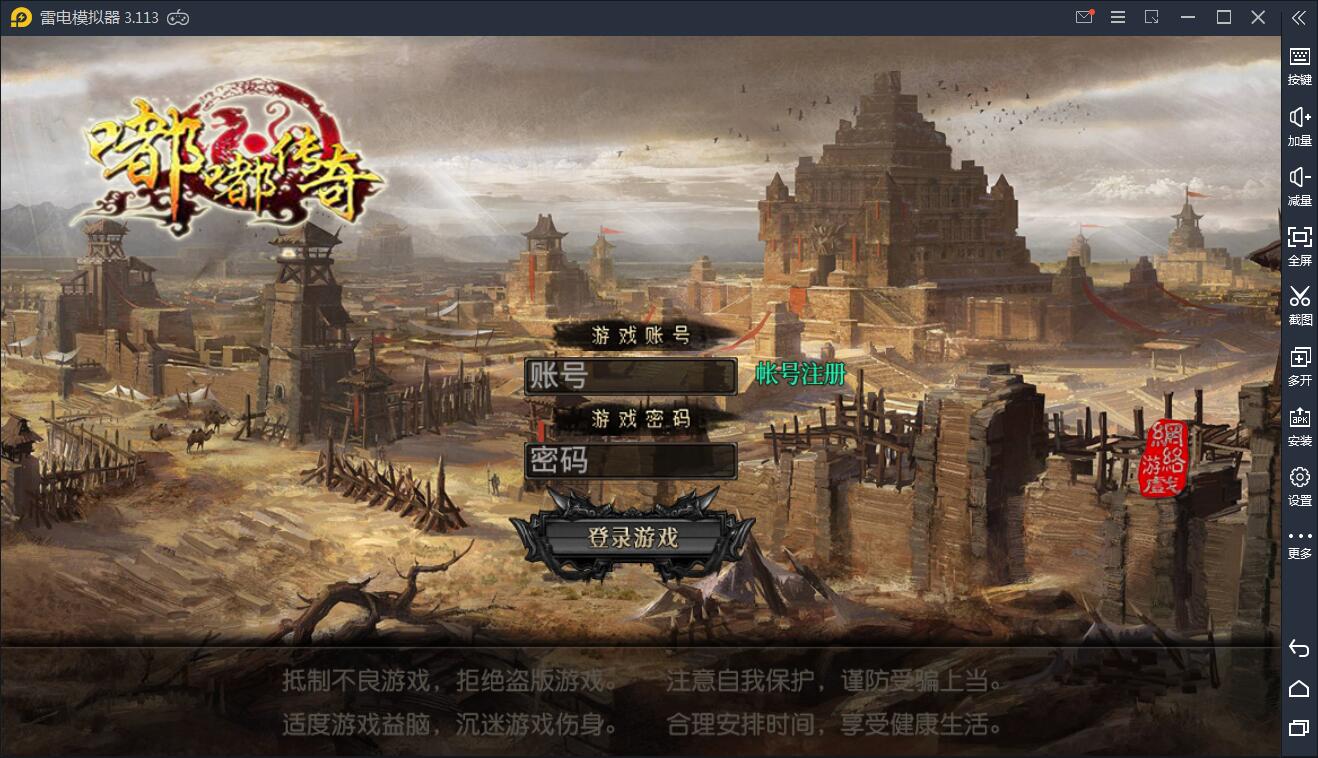 雷电模拟器 3.113
嘟嘟传奇
游戏账号
账号
帐号注册
游戏密码
密码
登录游戏
網络
游戲
抵制不良游戏，拒绝盗版游戏。 注意自我保护，谨防受骗上当。
适度游戏益脑，沉迷游戏伤身。 合理安排时间，享受健康生活。
按键
加量
减量
全屏
截图
多开
APK
安装
设置
更多